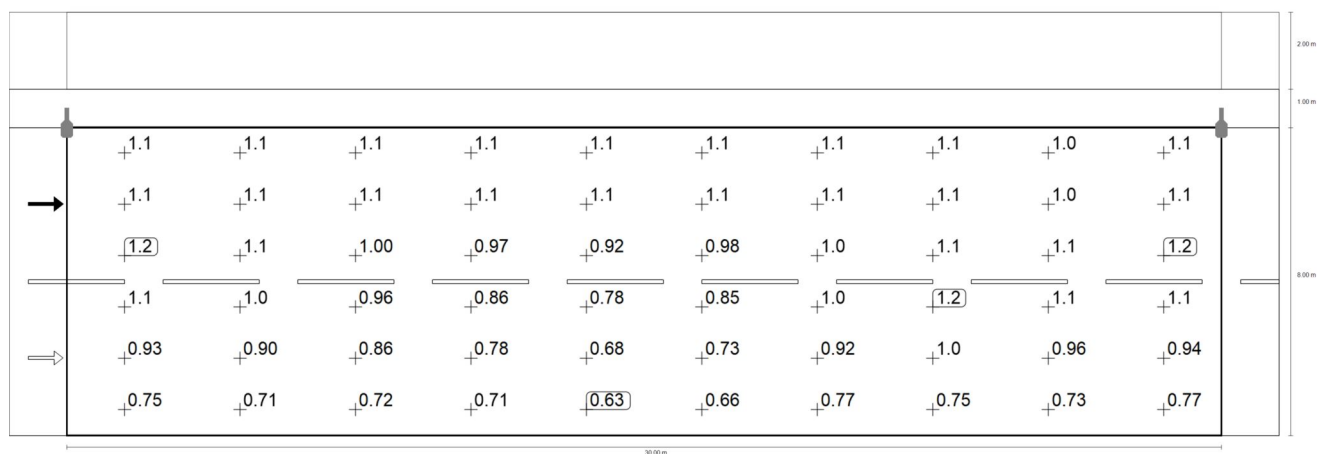 2.00 m
1.00 m
1.1 1.1 1.1 1.1 1.1 1.1 1.1 1.1 1.0 1.1
1.1 1.1 1.1 1.1 1.1 1.1 1.1 1.1 1.0 1.1
1.2 1.1 1.00 0.97 0.92 0.98 1.0 1.1 1.1 1.2
8.00 m
1.1 1.0 0.96 0.86 0.78 0.85 1.0 1.2 1.1 1.1
0.93 0.90 0.86 0.78 0.68 0.73 0.92 1.0 0.96 0.94
0.75 0.71 0.72 0.71 0.63 0.66 0.77 0.75 0.73 0.77
30.00 m